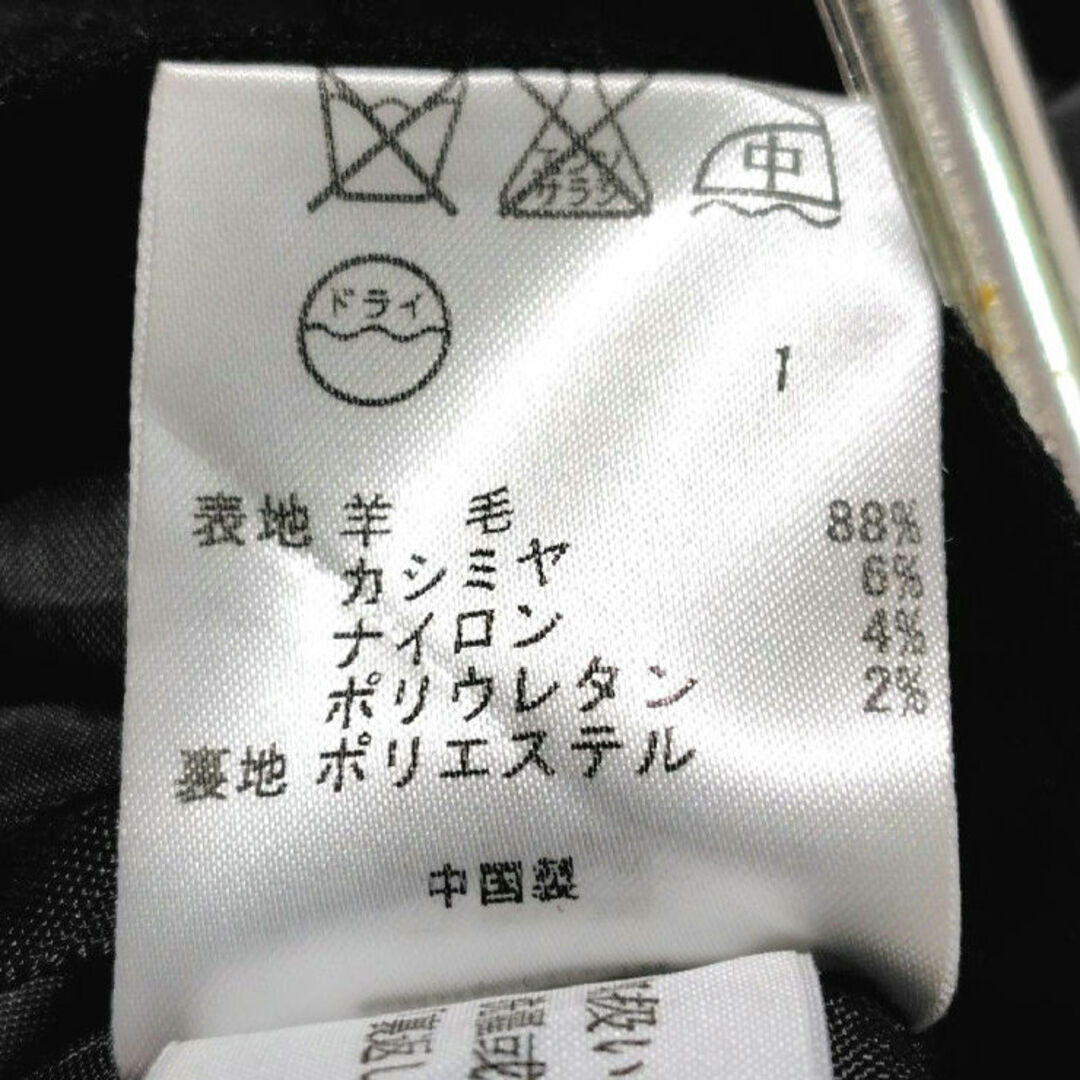 エンソ
サラシ
中
ドライ
1
表地 羊 毛 88%
カシミヤ 6%
ナイロン 4%
ポリウレタン 2%
裏地 ポリエステル
中国製
扱い